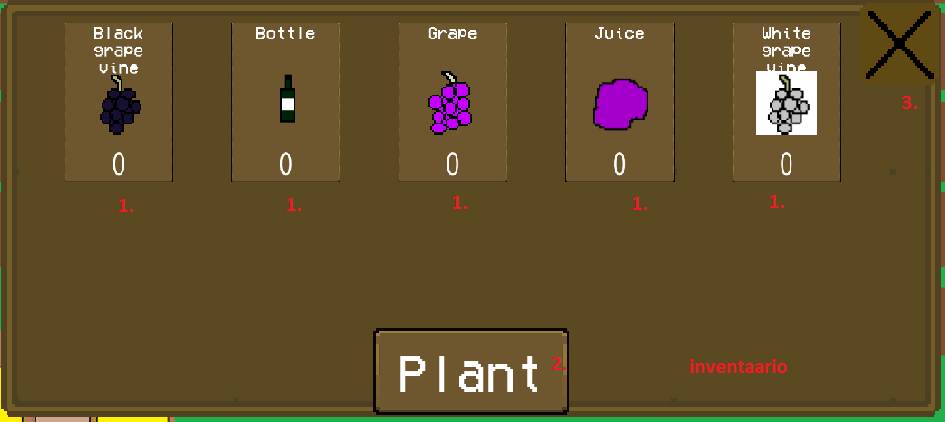 Black
grape
vine
Bottle
Grape
Juice
White
grape
vine
0
0
0
0
0
1.
1.
1.
1.
1.
3.
Plant
2.
inventaario